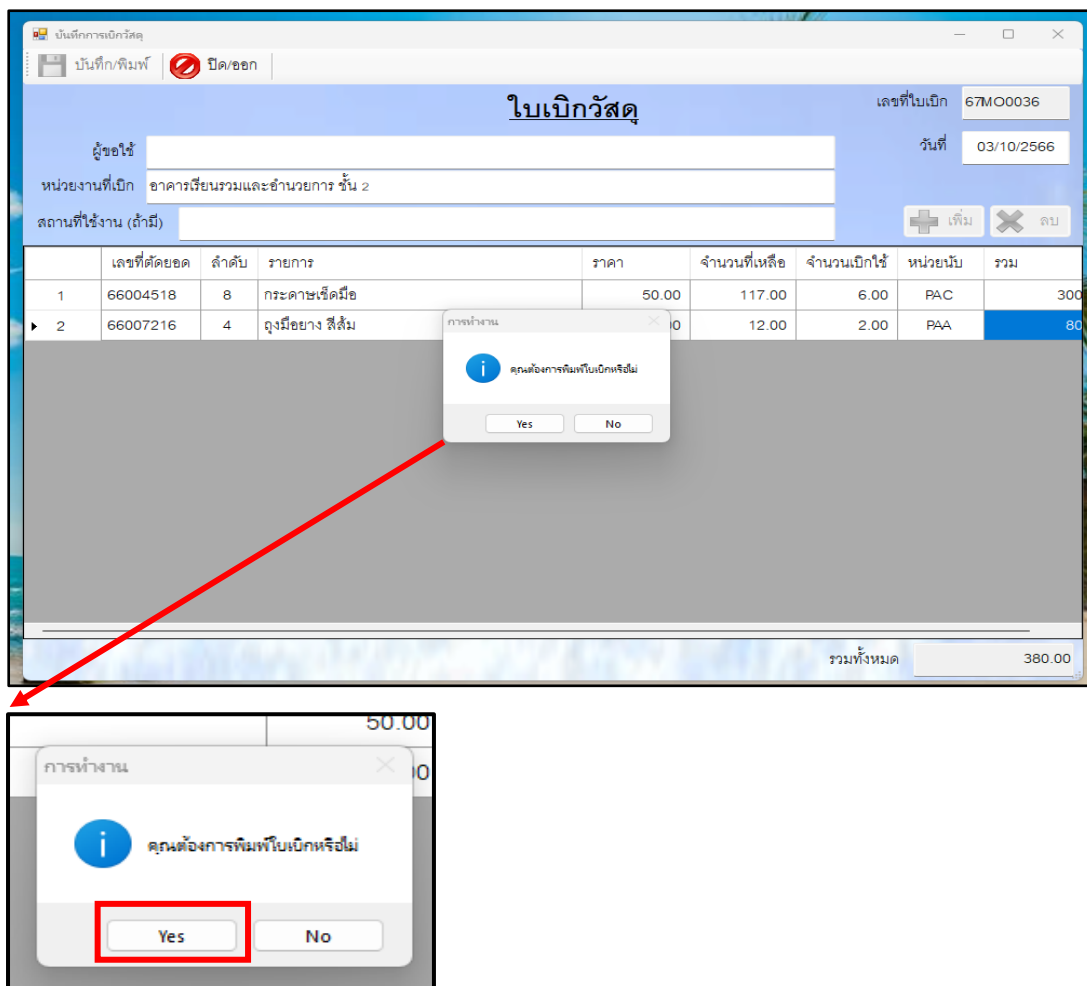 บันทึกการเบิกวัสดุ
บันทึก/พิมพ์ ปิด/ออก
ใบเบิกวัสดุ
เลขที่ใบเบิก 67MO0036
ผู้ขอใช้
วันที่ 03/10/2566
หน่วยงานที่เบิก อาคารเรียนรวมและอำนวยการ ชั้น 2
สถานที่ใช้งาน (ถ้ามี)
เพิ่ม ลบ
เลขที่ตัดยอด ลำดับ รายการ ราคา จำนวนที่เหลือ จำนวนเบิกใช้ หน่วยนับ รวม
1 66004518 8 กระดาษเช็ดมือ 50.00 117.00 6.00 PAC 300
2 66007216 4 ถุงมือยาง สีส้ม 12.00 2.00 PAA 80
การทำงาน
คุณต้องการพิมพ์ใบเบิกหรือไม่
Yes No
รวมทั้งหมด 380.00
50.00
การทำงาน
คุณต้องการพิมพ์ใบเบิกหรือไม่
Yes No